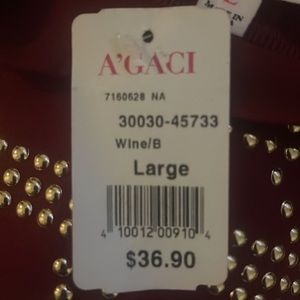 A'GACI
7160628 NA
30030-45733
Wine/B
Large
4 10012 00910 4
$36.90